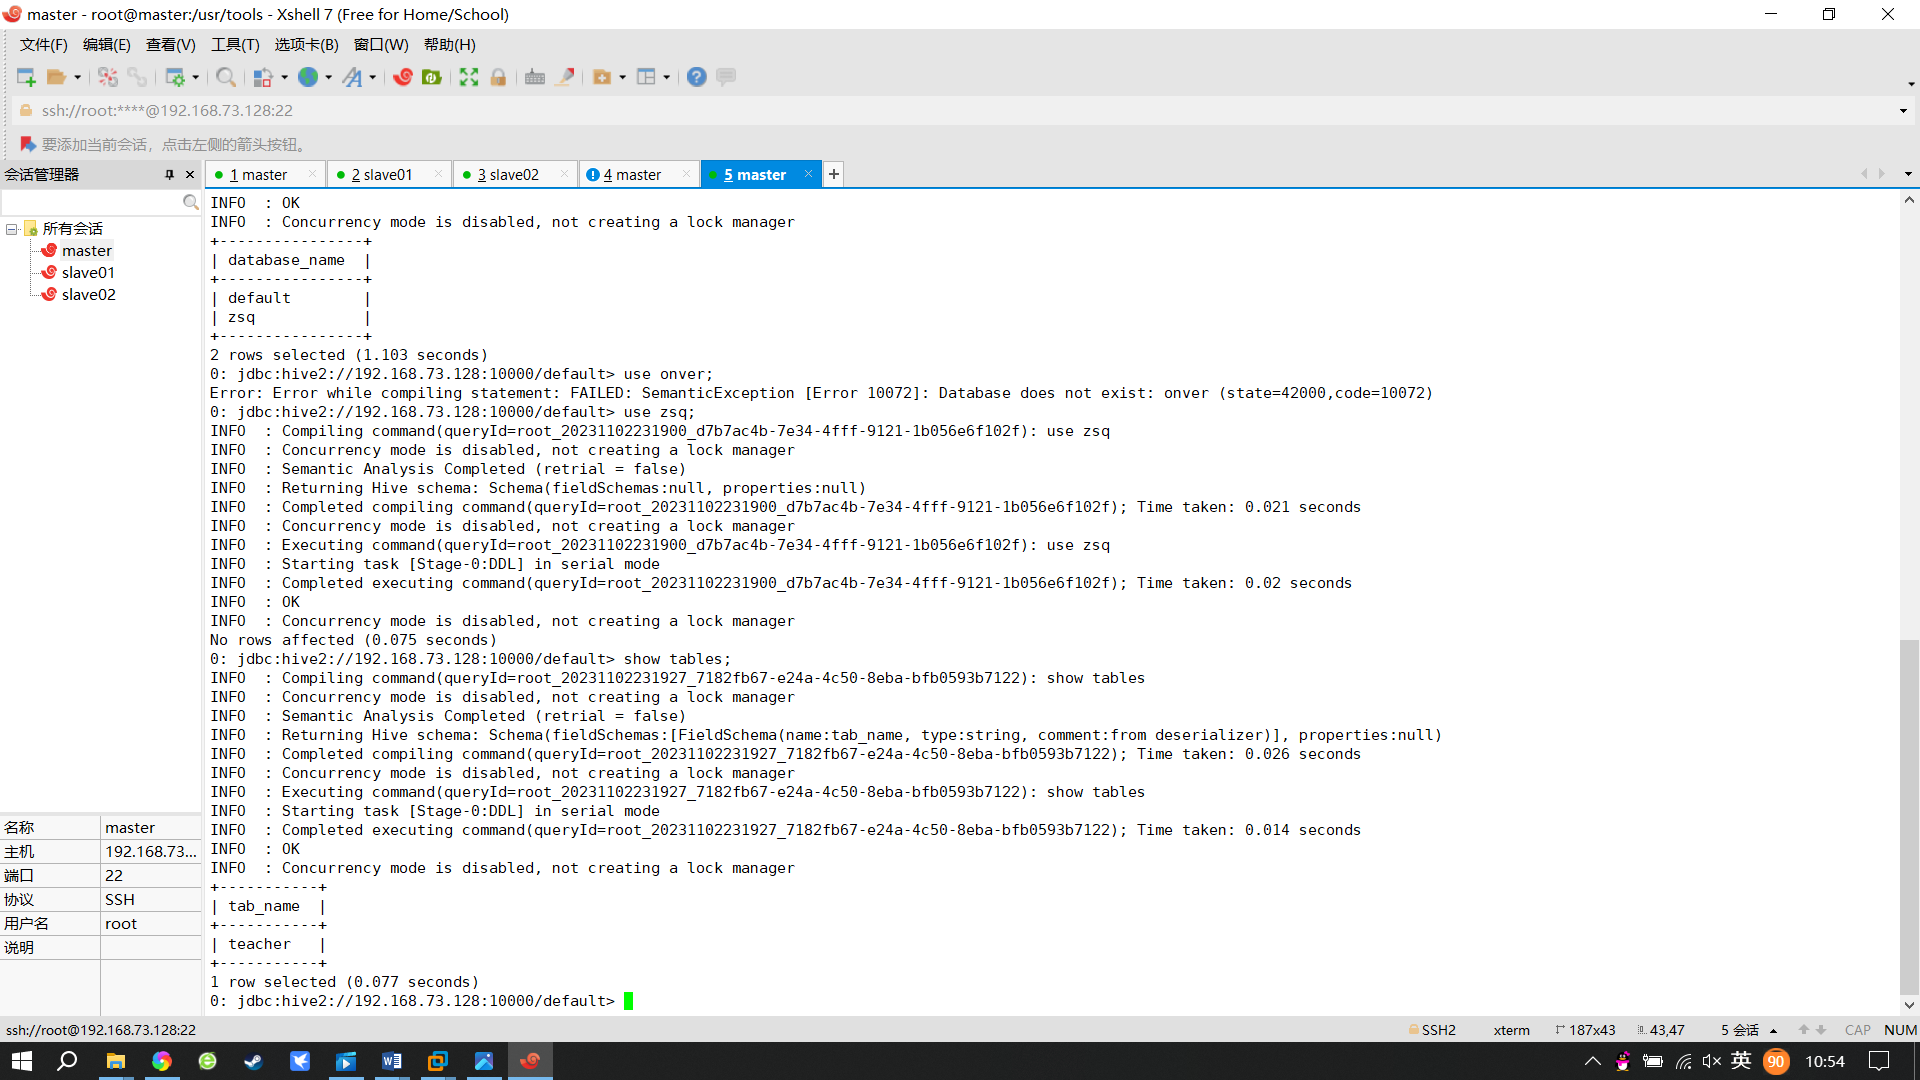 master - root@master:/usr/tools - Xshell 7 (Free for Home/School)
文件(F) 编辑(E) 查看(V) 工具(T) 选项卡(B) 窗口(W) 帮助(H)
ssh://root:****@192.168.73.128:22
要添加当前会话，点击左侧的箭头按钮。
会话管理器
1 master
2 slave01
3 slave02
4 master
5 master
所有会话
master
slave01
slave02
INFO  : OK
INFO  : Concurrency mode is disabled, not creating a lock manager
+----------------+
| database_name  |
+----------------+
| default        |
| zsq            |
+----------------+
2 rows selected (1.103 seconds)
0: jdbc:hive2://192.168.73.128:10000/default> use onver;
Error: Error while compiling statement: FAILED: SemanticException [Error 10072]: Database does not exist: onver (state=42000,code=10072)
0: jdbc:hive2://192.168.73.128:10000/default> use zsq;
INFO  : Compiling command(queryId=root_20231102231900_d7b7ac4b-7e34-4fff-9121-1b056e6f102f): use zsq
INFO  : Concurrency mode is disabled, not creating a lock manager
INFO  : Semantic Analysis Completed (retrial = false)
INFO  : Returning Hive schema: Schema(fieldSchemas:null, properties:null)
INFO  : Completed compiling command(queryId=root_20231102231900_d7b7ac4b-7e34-4fff-9121-1b056e6f102f); Time taken: 0.021 seconds
INFO  : Concurrency mode is disabled, not creating a lock manager
INFO  : Executing command(queryId=root_20231102231900_d7b7ac4b-7e34-4fff-9121-1b056e6f102f): use zsq
INFO  : Starting task [Stage-0:DDL] in serial mode
INFO  : Completed executing command(queryId=root_20231102231900_d7b7ac4b-7e34-4fff-9121-1b056e6f102f); Time taken: 0.02 seconds
INFO  : OK
INFO  : Concurrency mode is disabled, not creating a lock manager
No rows affected (0.075 seconds)
0: jdbc:hive2://192.168.73.128:10000/default> show tables;
INFO  : Compiling command(queryId=root_20231102231927_7182fb67-e24a-4c50-8eba-bfb0593b7122): show tables
INFO  : Concurrency mode is disabled, not creating a lock manager
INFO  : Semantic Analysis Completed (retrial = false)
INFO  : Returning Hive schema: Schema(fieldSchemas:[FieldSchema(name:tab_name, type:string, comment:from deserializer)], properties:null)
INFO  : Completed compiling command(queryId=root_20231102231927_7182fb67-e24a-4c50-8eba-bfb0593b7122); Time taken: 0.026 seconds
INFO  : Concurrency mode is disabled, not creating a lock manager
INFO  : Executing command(queryId=root_20231102231927_7182fb67-e24a-4c50-8eba-bfb0593b7122): show tables
INFO  : Starting task [Stage-0:DDL] in serial mode
INFO  : Completed executing command(queryId=root_20231102231927_7182fb67-e24a-4c50-8eba-bfb0593b7122); Time taken: 0.014 seconds
INFO  : OK
INFO  : Concurrency mode is disabled, not creating a lock manager
+-----------+
| tab_name  |
+-----------+
| teacher   |
+-----------+
1 row selected (0.077 seconds)
0: jdbc:hive2://192.168.73.128:10000/default>
名称 master
主机 192.168.73...
端口 22
协议 SSH
用户名 root
说明
ssh://root@192.168.73.128:22 SSH2 xterm 187x43 43,47 5 会话 CAP NUM
英 90 10:54